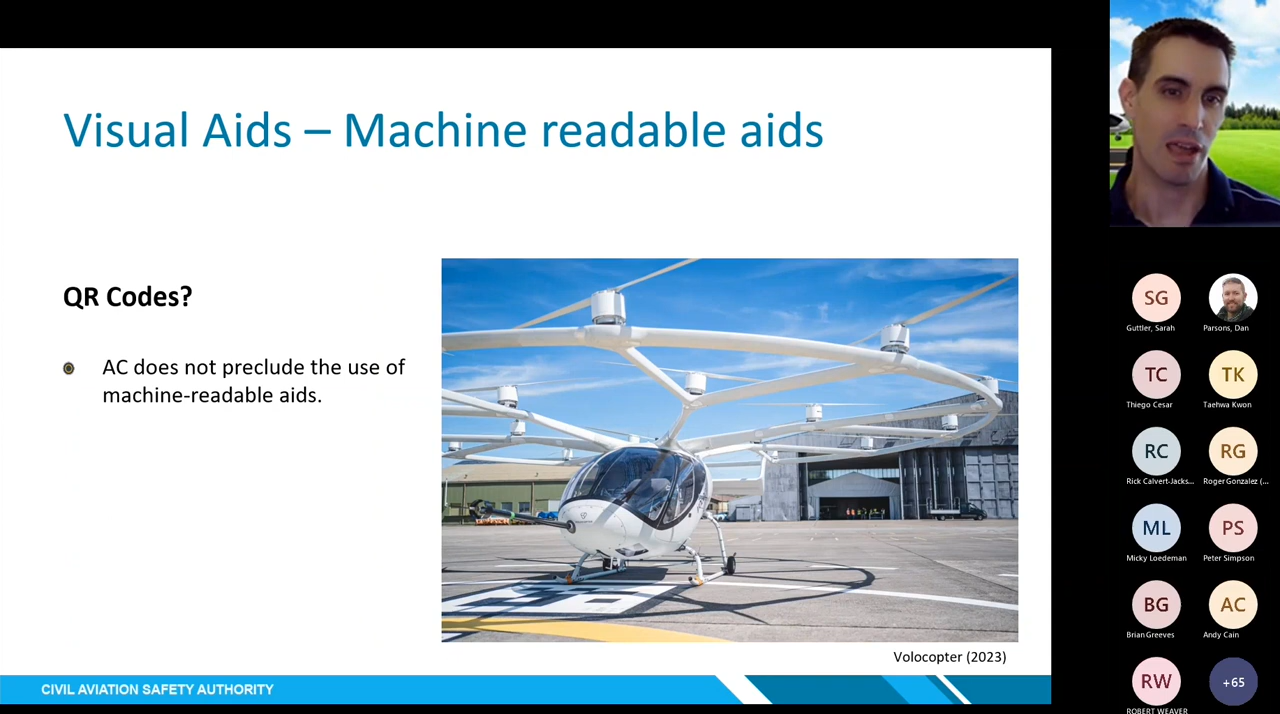 Visual Aids – Machine readable aids
QR Codes?
AC does not preclude the use of
machine-readable aids.
Volocopter (2023)
CIVIL AVIATION SAFETY AUTHORITY
SG
Guttler, Sarah
Parsons, Dan
TC
Thiego Cesar
TK
Taehwa Kwon
RC
Rick Calvert-Jacks...
RG
Roger Gonzalez (...
ML
Micky Loedeman
PS
Peter Simpson
BG
Brian Greeves
AC
Andy Cain
RW
ROBERT WEAVER
+65